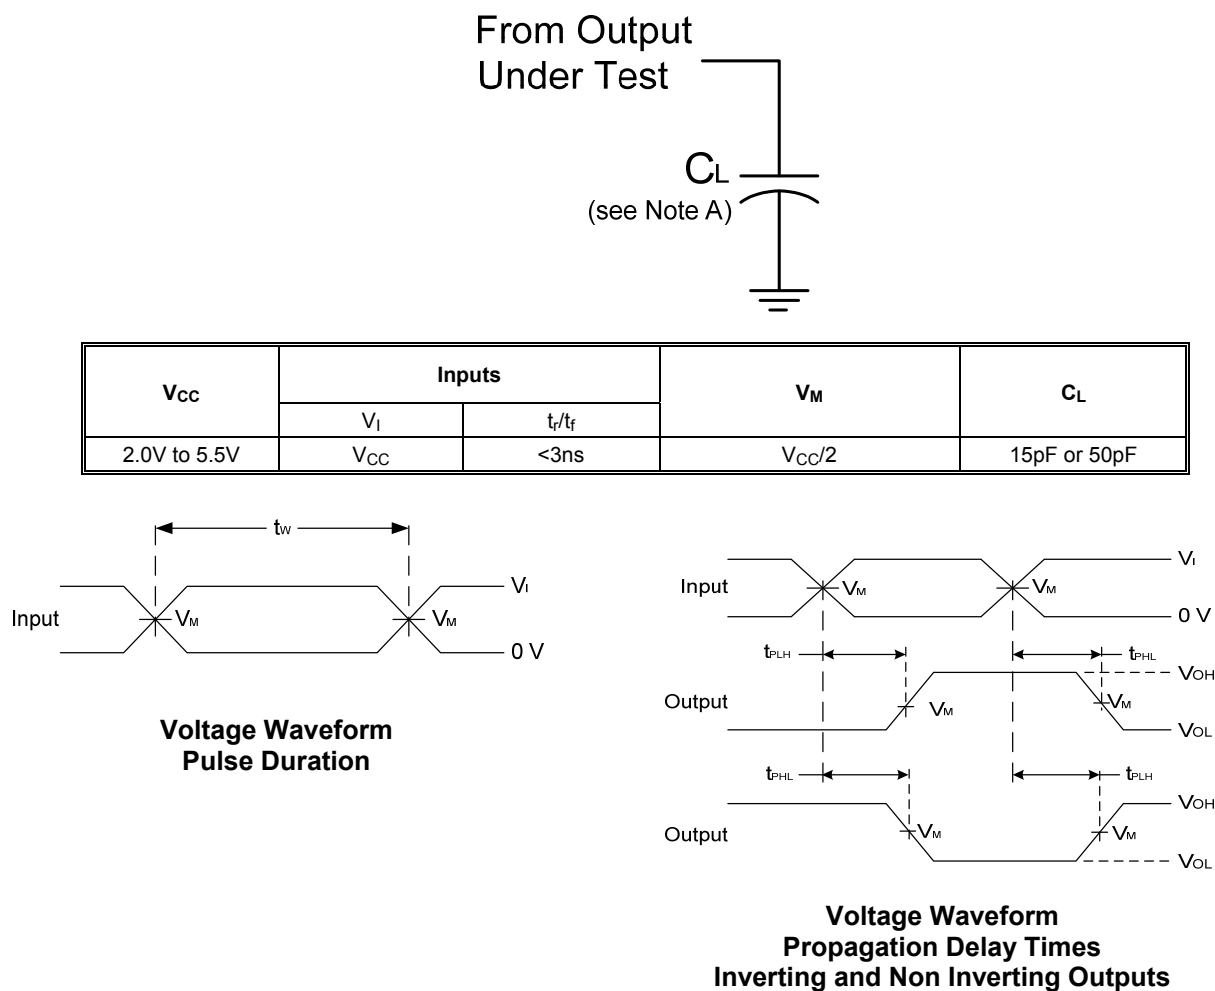 From Output
Under Test
CL
(see Note A)
VCC
Inputs
VM
CL
VI
tr/tf
2.0V to 5.5V
VCC
<3ns
VCC/2
15pF or 50pF
tw
VI
Input
VM
VM
0 V
Voltage Waveform
Pulse Duration
VI
Input
VM
VM
0 V
tPLH
tPHL
VOH
Output
VM
VM
VOL
tPHL
tPLH
VOH
Output
VM
VM
VOL
Voltage Waveform
Propagation Delay Times
Inverting and Non Inverting Outputs